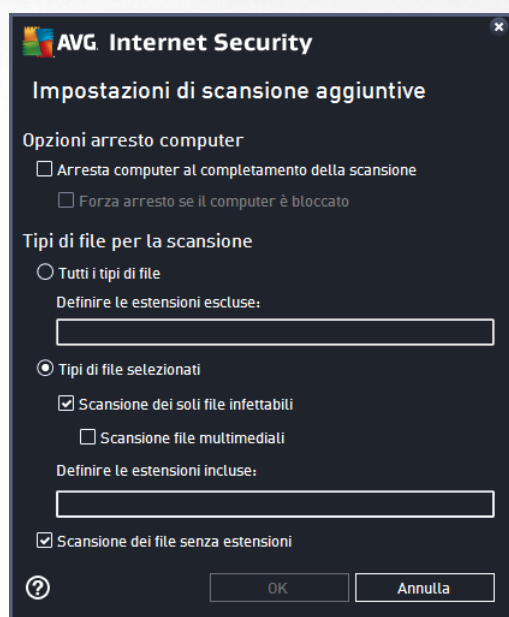 AVG. Internet Security
Impostazioni di scansione aggiuntive
Opzioni arresto computer
Arresta computer al completamento della scansione
Forza arresto se il computer è bloccato
Tipi di file per la scansione
Tutti i tipi di file
Definire le estensioni escluse:
Tipi di file selezionati
Scansione dei soli file infettabili
Scansione file multimediali
Definire le estensioni incluse:
Scansione dei file senza estensioni
? OK Annulla